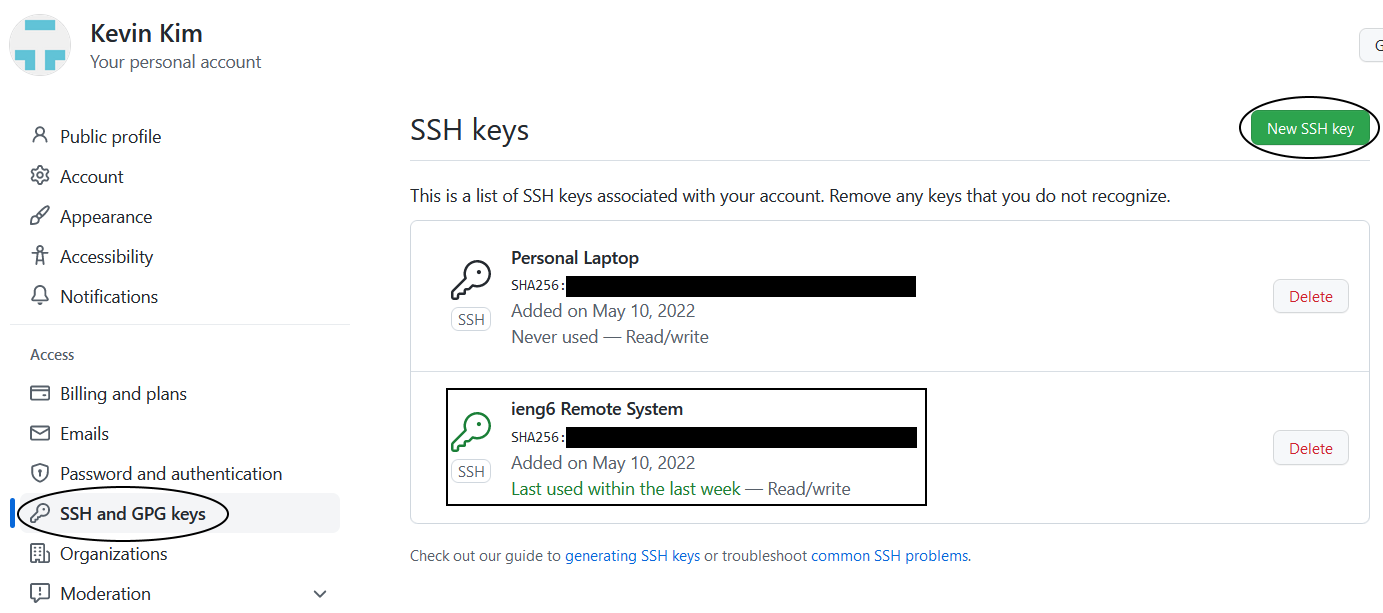 Kevin Kim
Your personal account
G
Public profile
Account
Appearance
Accessibility
Notifications
Access
Billing and plans
Emails
Password and authentication
SSH and GPG keys
Organizations
Moderation
SSH keys
New SSH key
This is a list of SSH keys associated with your account. Remove any keys that you do not recognize.
Personal Laptop
SHA256:
Added on May 10, 2022
Never used — Read/write
SSH
Delete
ieng6 Remote System
SHA256:
Added on May 10, 2022
Last used within the last week — Read/write
SSH
Delete
Check out our guide to generating SSH keys or troubleshoot common SSH problems.